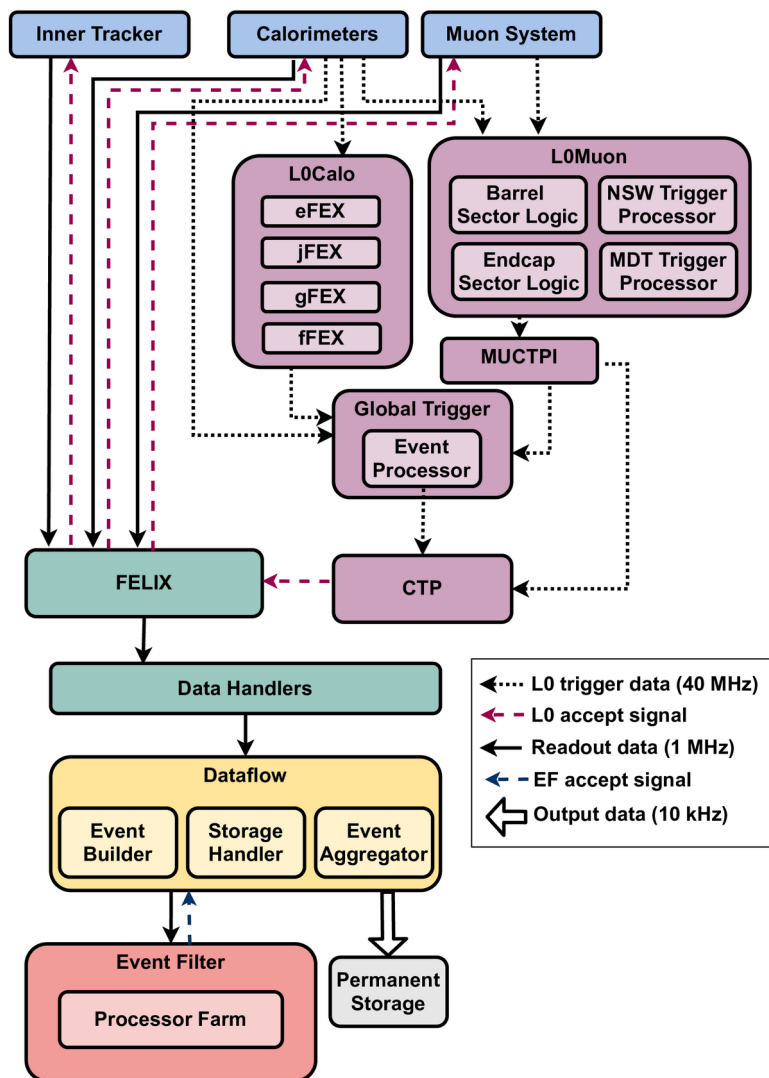 Inner Tracker
Calorimeters
Muon System
L0Calo
eFEX
jFEX
gFEX
fFEX
L0Muon
Barrel
Sector Logic
NSW Trigger
Processor
Endcap
Sector Logic
MDT Trigger
Processor
MUCTPI
Global Trigger
Event
Processor
FELIX
CTP
Data Handlers
L0 trigger data (40 MHz)
L0 accept signal
Readout data (1 MHz)
EF accept signal
Output data (10 kHz)
Dataflow
Event
Builder
Storage
Handler
Event
Aggregator
Event Filter
Processor Farm
Permanent
Storage